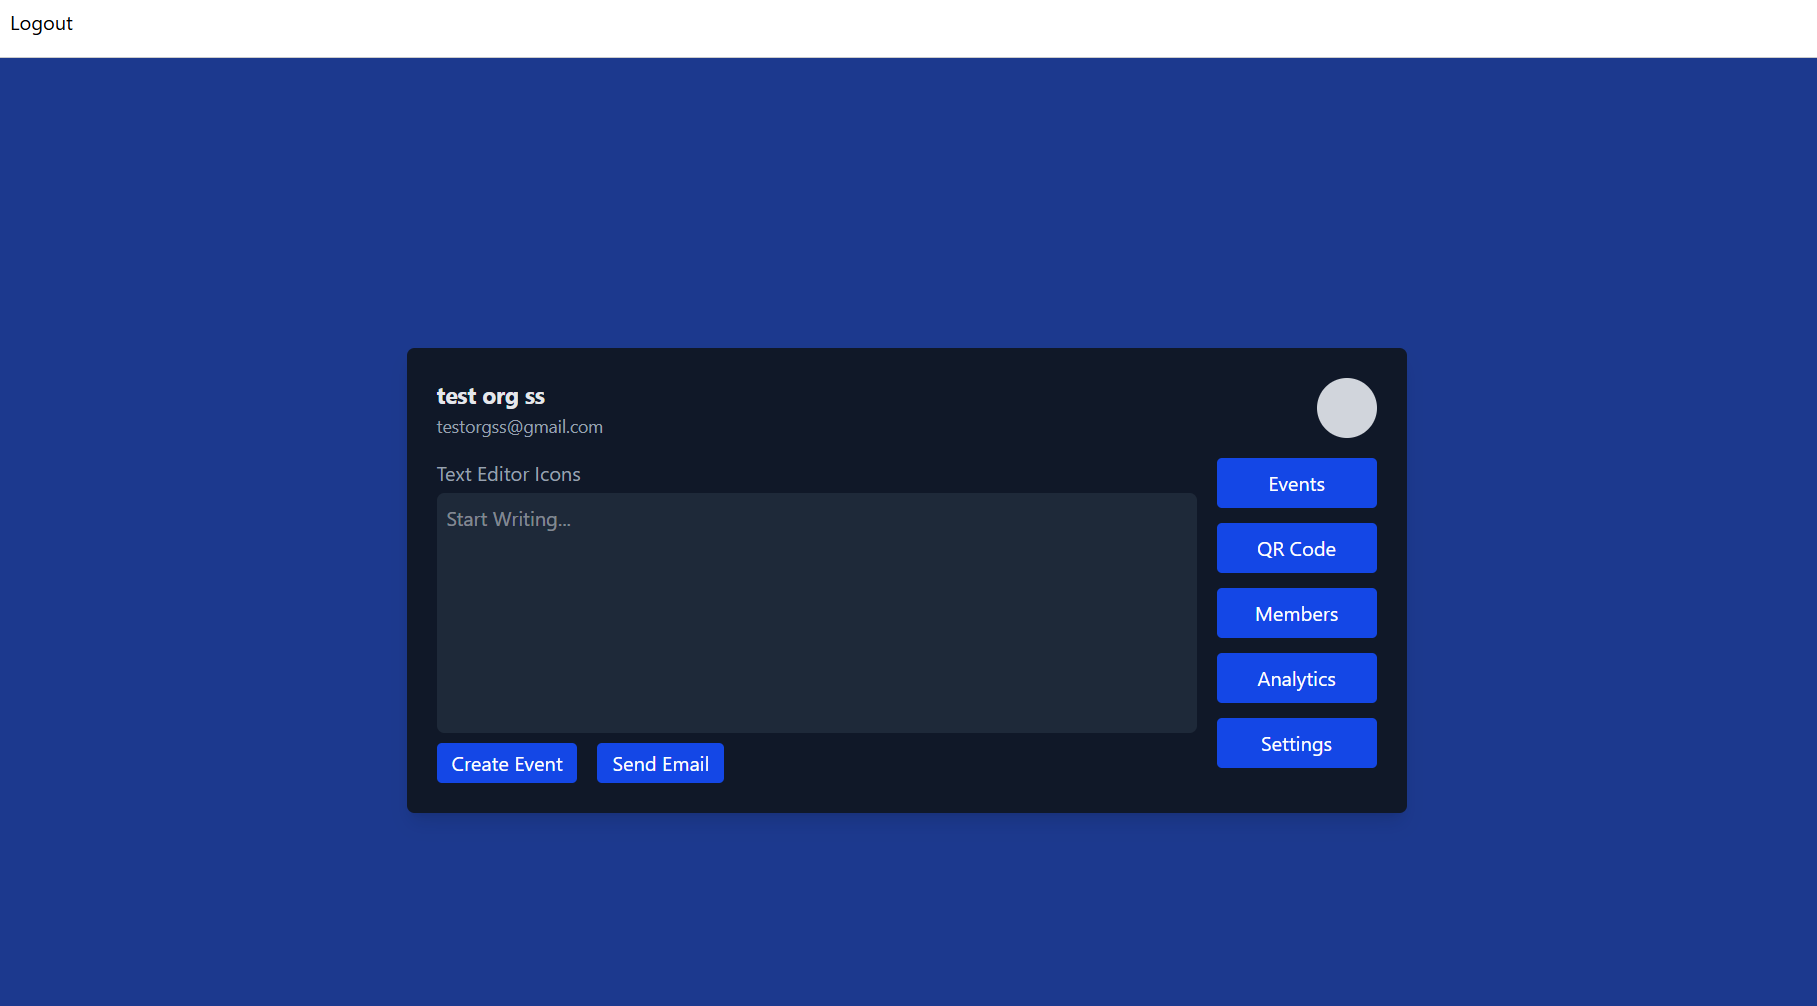 Logout
test org ss
testorgss@gmail.com
Text Editor Icons
Start Writing...
Create Event
Send Email
Events
QR Code
Members
Analytics
Settings